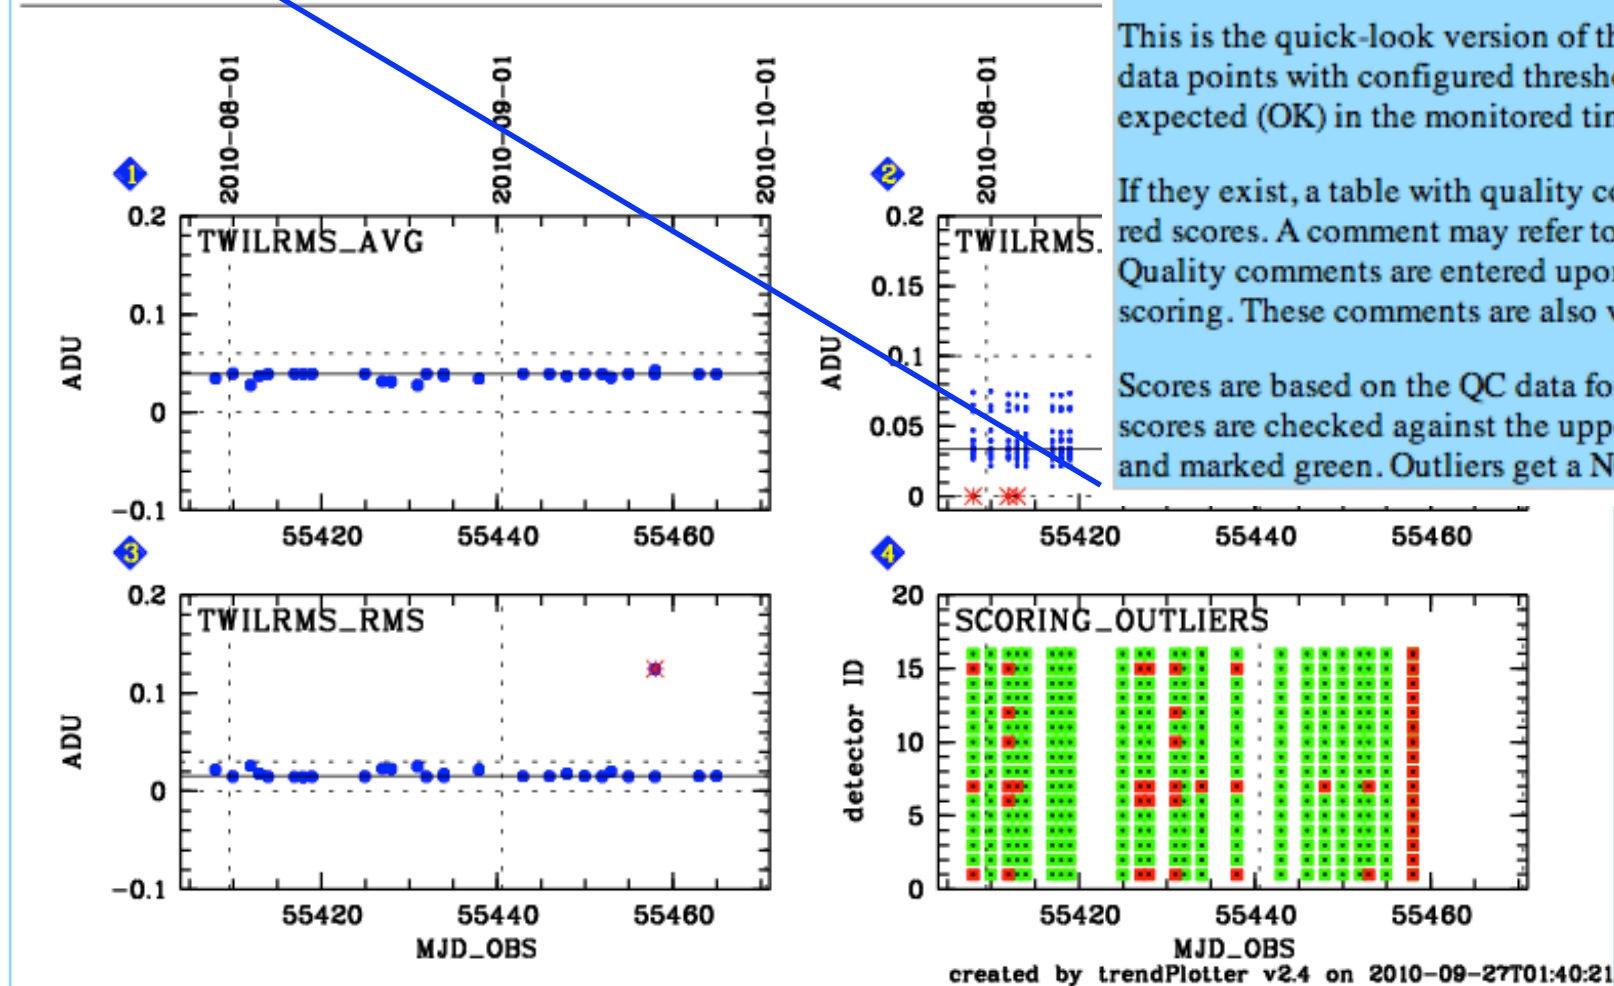 This is the quick-look version of th
data points with configured thresh
expected (OK) in the monitored tin
If they exist, a table with quality c
red scores. A comment may refer to
Quality comments are entered upor
scoring. These comments are also v
Scores are based on the QC data fo
scores are checked against the upp
and marked green. Outliers get a N
2010-08-01
2010-09-01
2010-10-01
1
TWILRMS_AVG
ADU
0.2
0.1
0
-0.1
55420
55440
55460
2010-08-01
2
TWILRMS.
ADU
0.2
0.15
0.1
0.05
0
55420
55440
55460
3
TWILRMS_RMS
ADU
0.2
0.1
0
-0.1
55420
55440
55460
MJD_OBS
4
SCORING_OUTLIERS
detector ID
20
15
10
5
0
55420
55440
55460
MJD_OBS
created by trendPlotter v2.4 on 2010-09-27T01:40:21